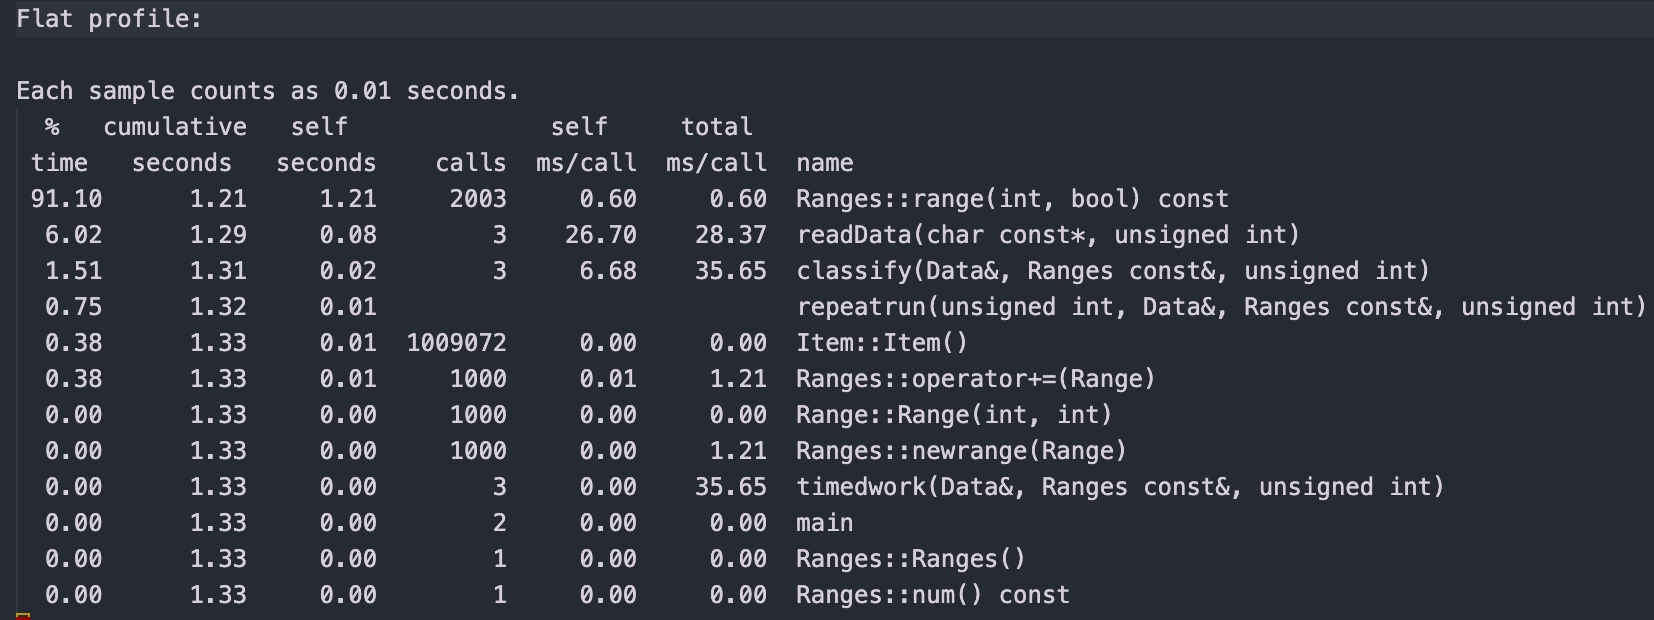 Flat profile:
Each sample counts as 0.01 seconds.
% cumulative self self total
time seconds seconds calls ms/call ms/call name
91.10 1.21 1.21 2003 0.60 0.60 Ranges::range(int, bool) const
6.02 1.29 0.08 3 26.70 28.37 readData(char const*, unsigned int)
1.51 1.31 0.02 3 6.68 35.65 classify(Data&, Ranges const&, unsigned int)
0.75 1.32 0.01 repeatrun(unsigned int, Data&, Ranges const&, unsigned int)
0.38 1.33 0.01 1009072 0.00 0.00 Item::Item()
0.38 1.33 0.01 1000 0.01 1.21 Ranges::operator+=(Range)
0.00 1.33 0.00 1000 0.00 0.00 Range::Range(int, int)
0.00 1.33 0.00 1000 0.00 1.21 Ranges::newrange(Range)
0.00 1.33 0.00 3 0.00 35.65 timedwork(Data&, Ranges const&, unsigned int)
0.00 1.33 0.00 2 0.00 0.00 main
0.00 1.33 0.00 1 0.00 0.00 Ranges::Ranges()
0.00 1.33 0.00 1 0.00 0.00 Ranges::num() const